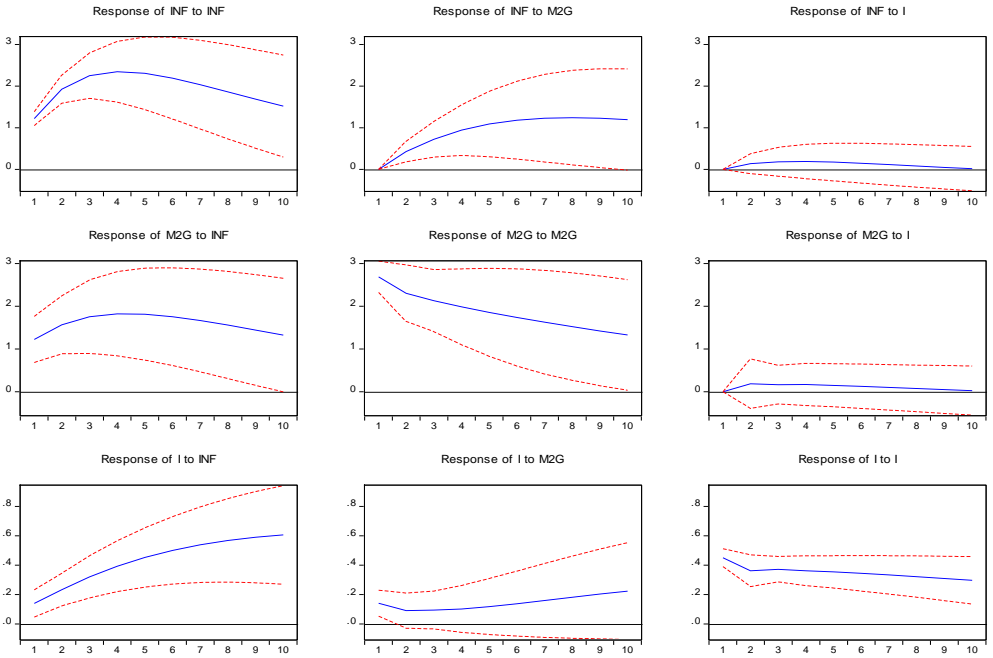 Response of INF to INF
Response of INF to M2G
Response of INF to I
3
2
1
0
1 2 3 4 5 6 7 8 9 10
3
2
1
0
1 2 3 4 5 6 7 8 9 10
3
2
1
0
1 2 3 4 5 6 7 8 9 10
Response of M2G to INF
Response of M2G to M2G
Response of M2G to I
3
2
1
0
1 2 3 4 5 6 7 8 9 10
3
2
1
0
1 2 3 4 5 6 7 8 9 10
3
2
1
0
1 2 3 4 5 6 7 8 9 10
Response of I to INF
Response of I to M2G
Response of I to I
.8
.6
.4
.2
.0
1 2 3 4 5 6 7 8 9 10
.8
.6
.4
.2
.0
1 2 3 4 5 6 7 8 9 10
.8
.6
.4
.2
.0
1 2 3 4 5 6 7 8 9 10